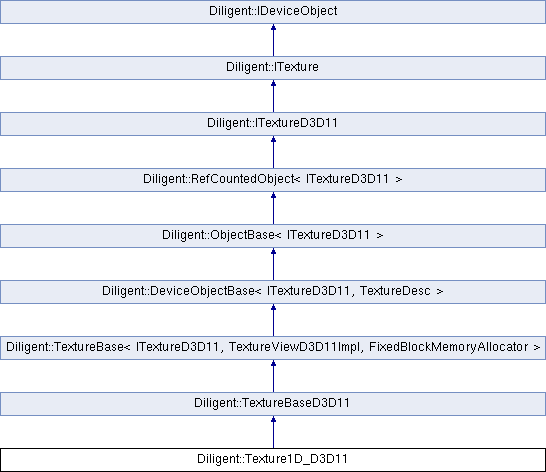 Diligent::IDeviceObject
Diligent::ITexture
Diligent::ITextureD3D11
Diligent::RefCountedObject< ITextureD3D11 >
Diligent::ObjectBase< ITextureD3D11 >
Diligent::DeviceObjectBase< ITextureD3D11, TextureDesc >
Diligent::TextureBase< ITextureD3D11, TextureViewD3D11Impl, FixedBlockMemoryAllocator >
Diligent::TextureBaseD3D11
Diligent::Texture1D_D3D11